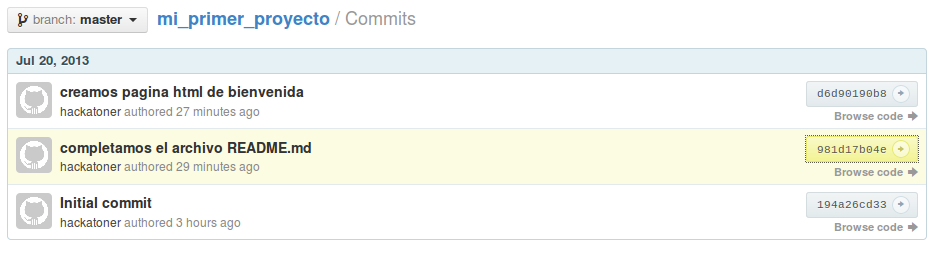 branch: master mi_primer_proyecto / Commits
Jul 20, 2013
creamos pagina html de bienvenida
d6d90190b8
hackatoner authored 27 minutes ago
Browse code
completamos el archivo README.md
981d17b04e
hackatoner authored 29 minutes ago
Browse code
Initial commit
194a26cd33
hackatoner authored 3 hours ago
Browse code